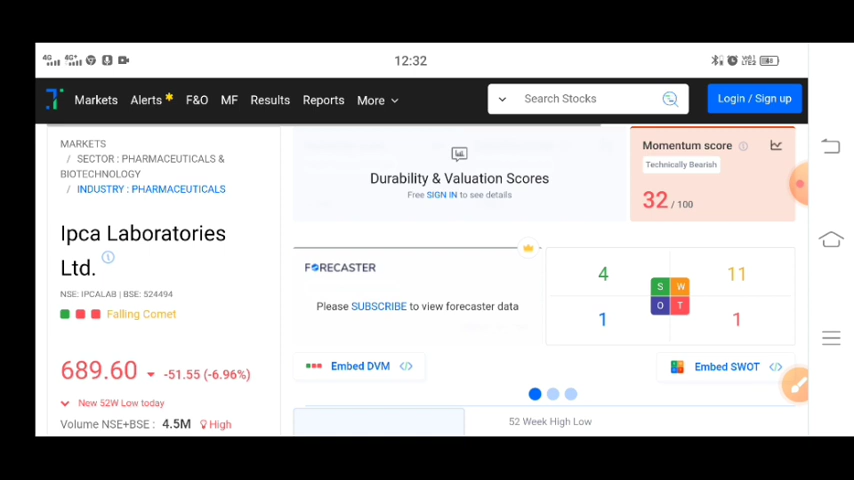 4G 4G+ 12:32
Markets Alerts F&O MF Results Reports More Search Stocks Login / Sign up
MARKETS
/ SECTOR : PHARMACEUTICALS &
BIOTECHNOLOGY
/ INDUSTRY : PHARMACEUTICALS
Ipca Laboratories
Ltd.
NSE: IPCALAB | BSE: 524494
Falling Comet
689.60 -51.55 (-6.96%)
New 52W Low today
Volume NSE+BSE : 4.5M High
Durability & Valuation Scores
Free SIGN IN to see details
Momentum score
Technically Bearish
32 / 100
FORECASTER
Please SUBSCRIBE to view forecaster data
4 11
S W
O T
1 1
Embed DVM </>
Embed SWOT </>
52 Week High Low